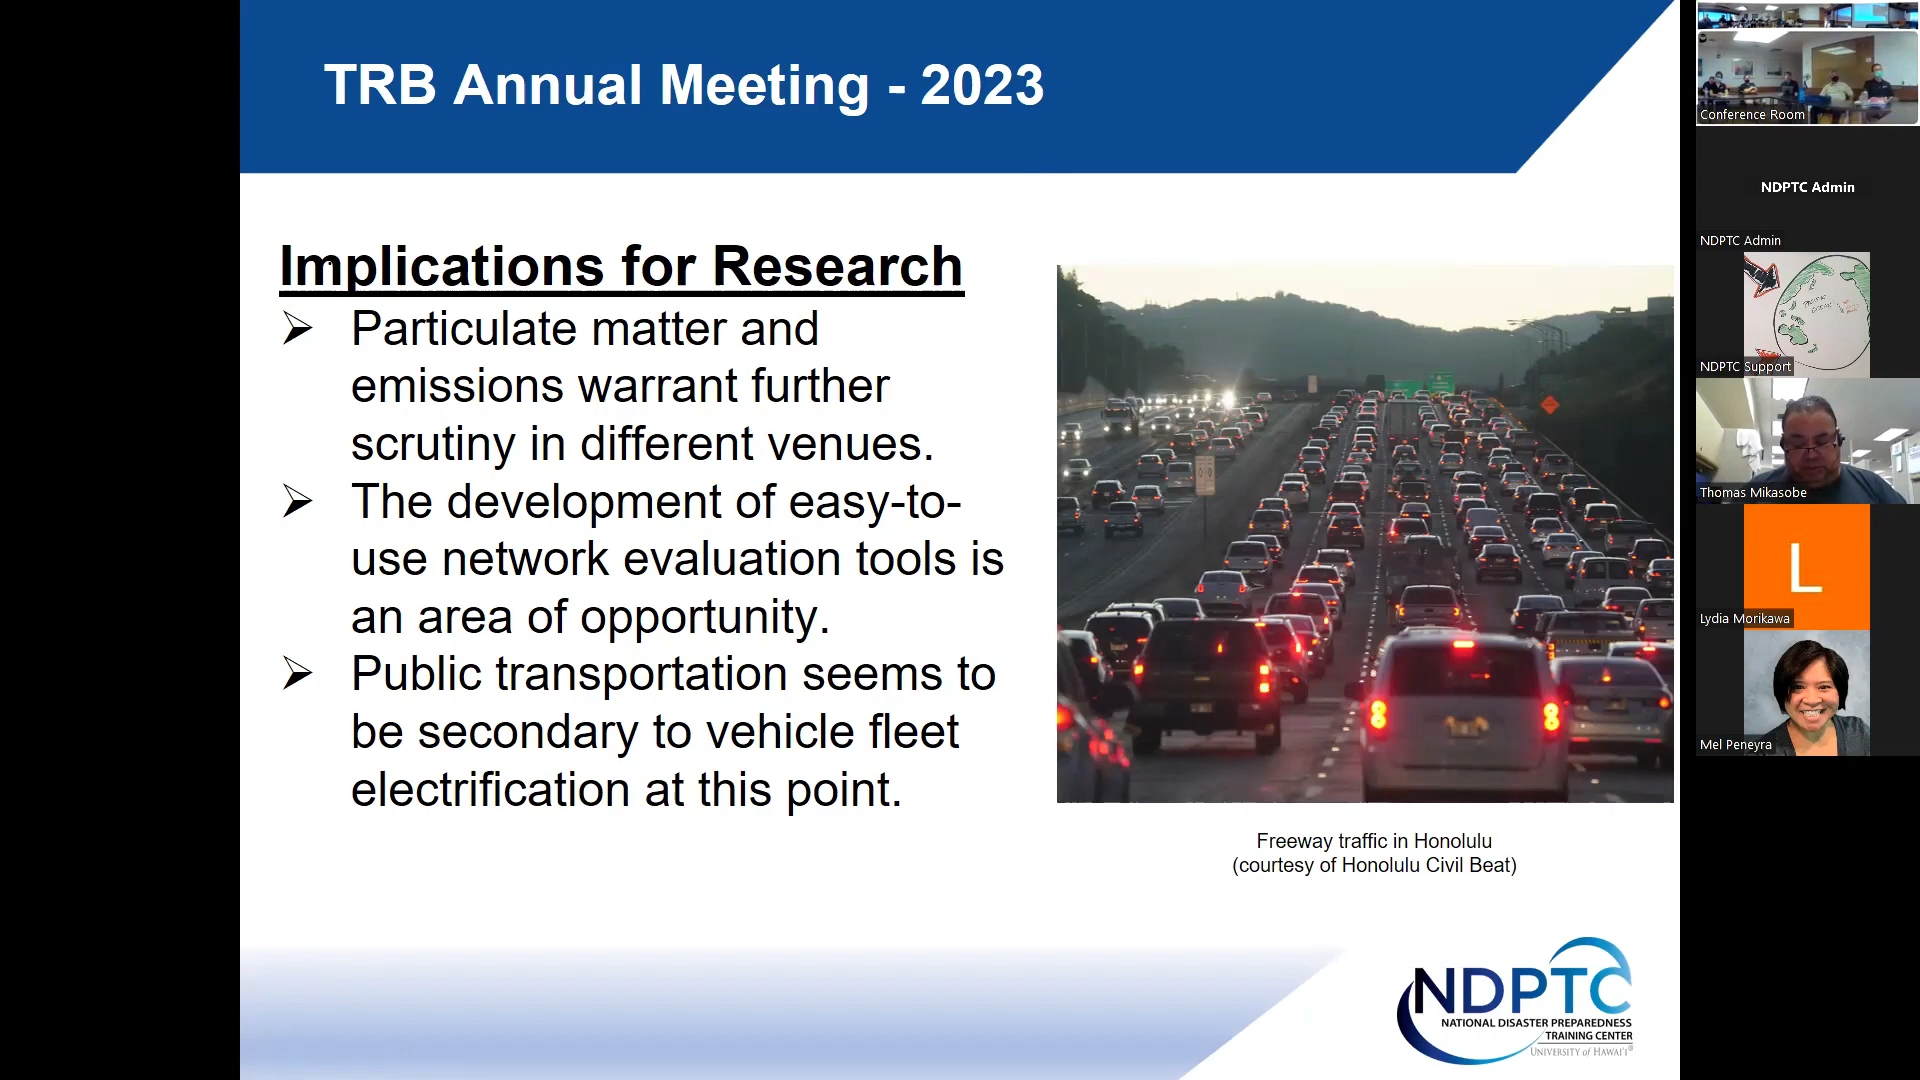 TRB Annual Meeting - 2023
Implications for Research
➢ Particulate matter and
emissions warrant further
scrutiny in different venues.
➢ The development of easy-to-
use network evaluation tools is
an area of opportunity.
➢ Public transportation seems to
be secondary to vehicle fleet
electrification at this point.
Freeway traffic in Honolulu
(courtesy of Honolulu Civil Beat)
NDPTC
NATIONAL DISASTER PREPAREDNESS
TRAINING CENTER
UNIVERSITY of HAWAI'I®
Conference Room
NDPTC Admin
NDPTC Admin
PACIFIC
OCEAN
NDPTC Support
Thomas Mikasobe
L
Lydia Morikawa
Mel Peneyra